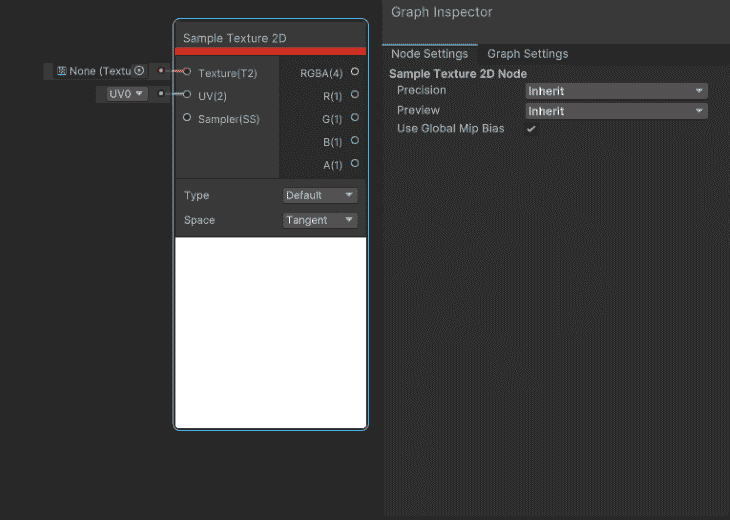 Graph Inspector
Node Settings
Graph Settings
Sample Texture 2D Node
Precision
Inherit
Preview
Inherit
Use Global Mip Bias
Sample Texture 2D
None (Textu
Texture(T2)
RGBA(4)
UV0
UV(2)
R(1)
Sampler(SS)
G(1)
B(1)
A(1)
Type
Default
Space
Tangent